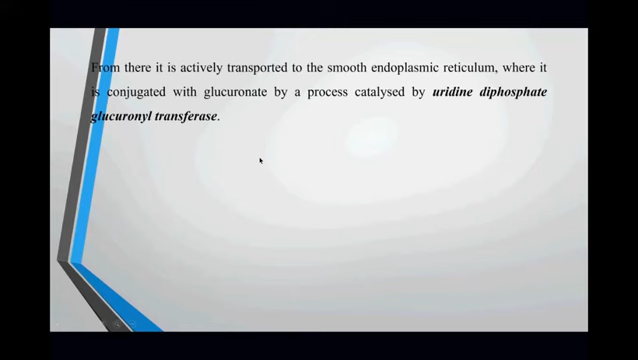 From there it is actively transported to the smooth endoplasmic reticulum, where it
is conjugated with glucuronate by a process catalysed by uridine diphosphate
glucuronyl transferase.